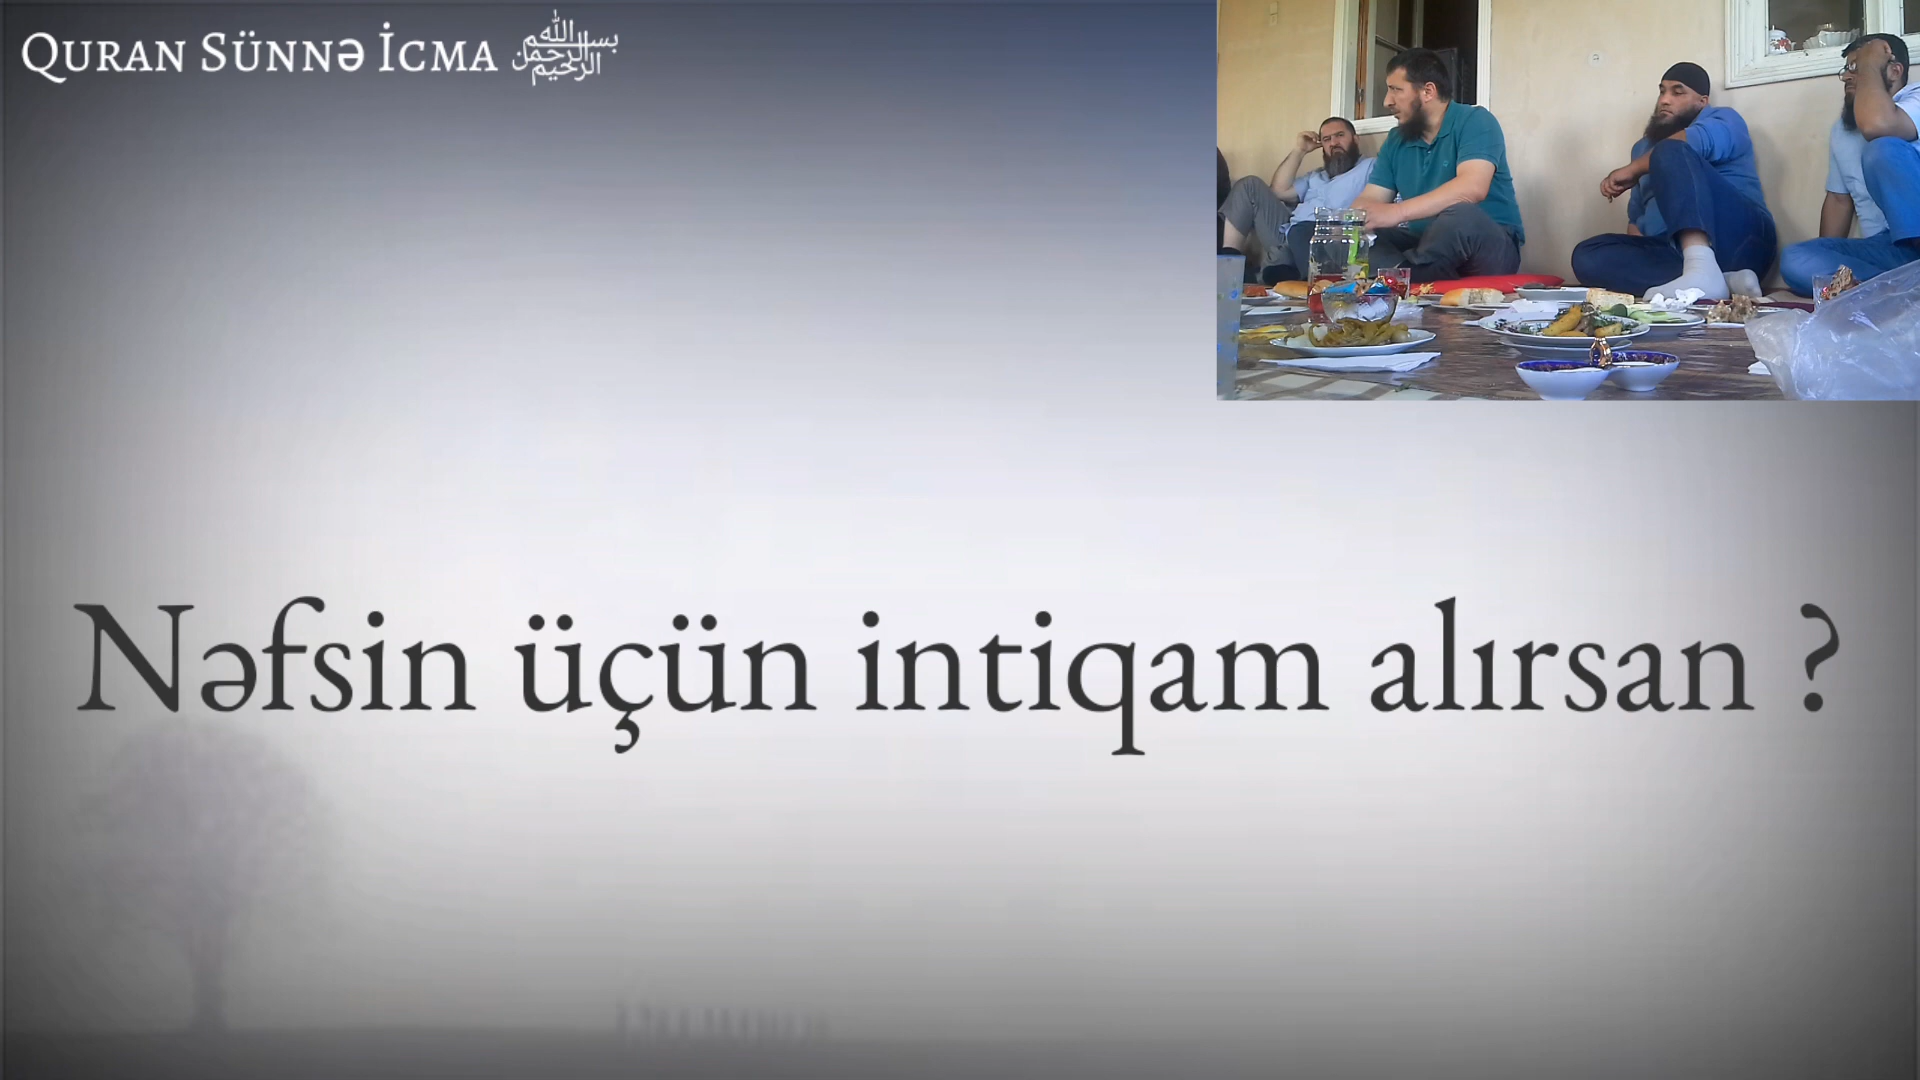 QURAN SÜNNƏ İCMA بسم الله الرحمن الرحيم
Nəfsin üçün intiqam alırsan ?